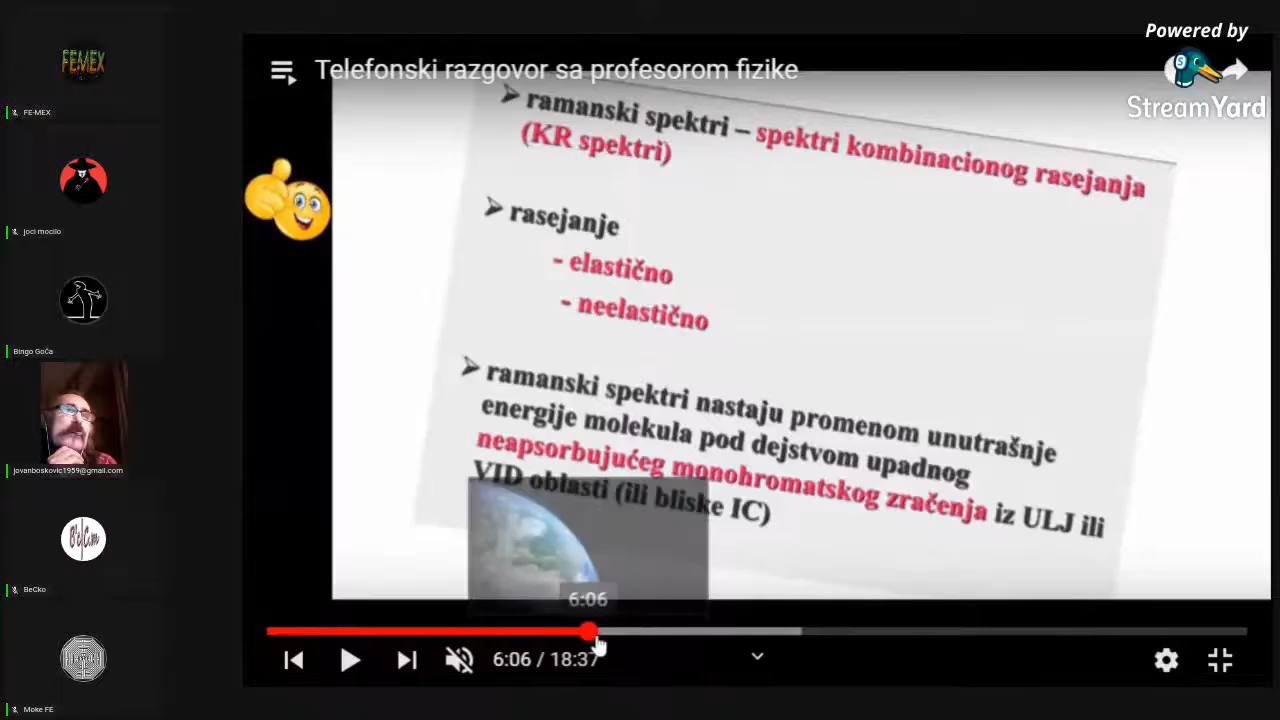 Powered by
StreamYard
FEMEX
FE-MEX
joci mocilo
Bingo Goča
jovanboskovic1959@gmail.com
BeCko
Moke FE
Telefonski razgovor sa profesorom fizike
ramanski spektri – spektri kombinacionog rasejanja
(KR spektri)
rasejanje
- elastično
- neelastično
ramanski spektri nastaju promenom unutrašnje
energije molekula pod dejstvom upadnog
neapsorbujućeg monohromatskog zračenja iz ULJ ili
VID oblasti (ili bliske IC)
6:06
6:06 / 18:37